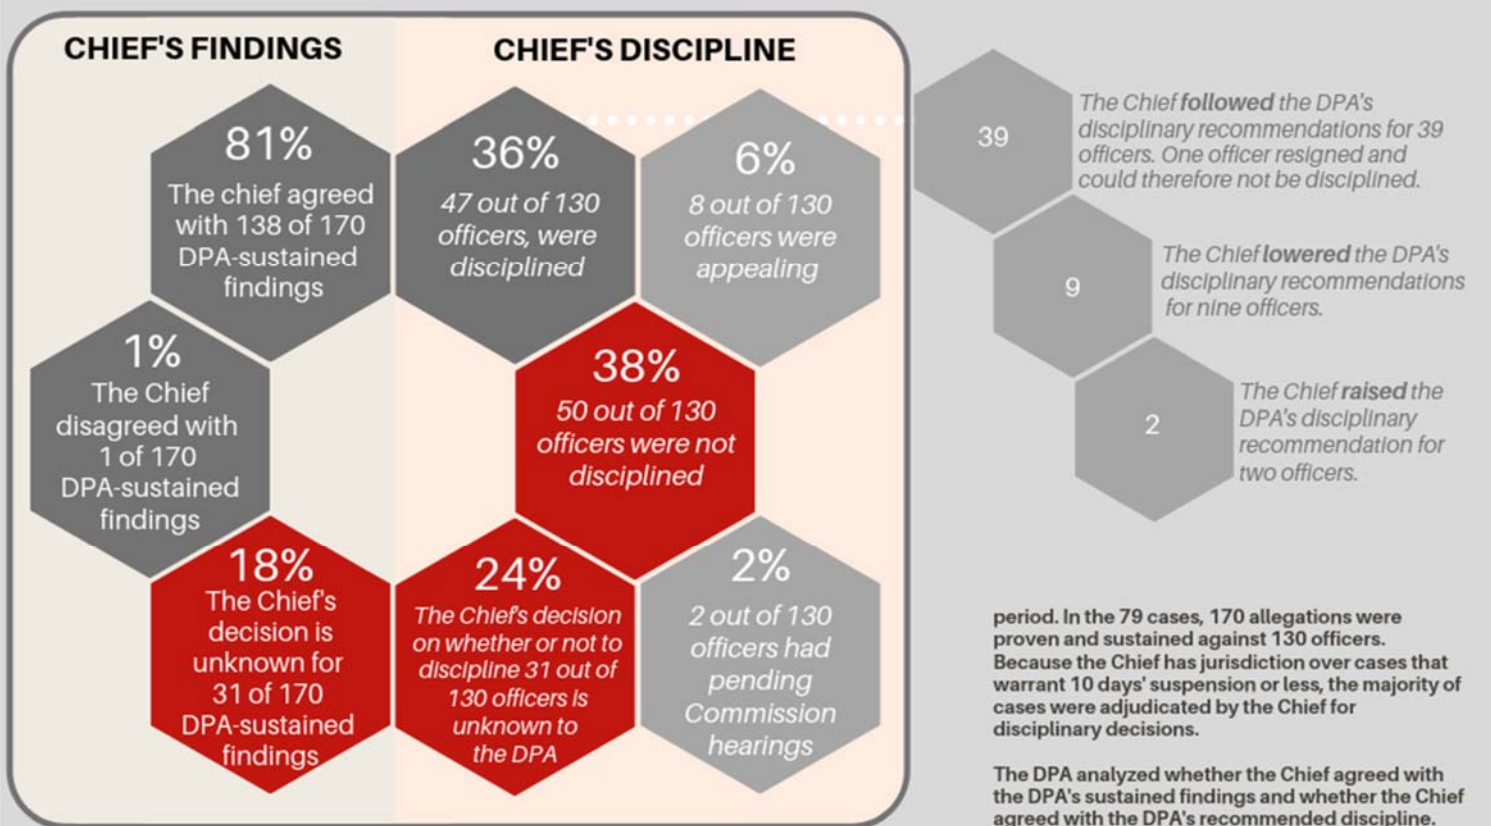 CHIEF'S FINDINGS
81%
The chief agreed
with 138 of 170
DPA-sustained
findings
1%
The Chief
disagreed with
1 of 170
DPA-sustained
findings
18%
The Chief's
decision is
unknown for
31 of 170
DPA-sustained
findings
CHIEF'S DISCIPLINE
36%
47 out of 130
officers, were
disciplined
6%
8 out of 130
officers were
appealing
38%
50 out of 130
officers were not
disciplined
24%
The Chief's decision
on whether or not to
discipline 31 out of
130 officers is
unknown to
the DPA
2%
2 out of 130
officers had
pending
Commission
hearings
39
The Chief followed the DPA's
disciplinary recommendations for 39
officers. One officer resigned and
could therefore not be disciplined.
9
The Chief lowered the DPA's
disciplinary recommendations
for nine officers.
2
The Chief raised the
DPA's disciplinary
recommendation for
two officers.
period. In the 79 cases, 170 allegations were
proven and sustained against 130 officers.
Because the Chief has jurisdiction over cases that
warrant 10 days' suspension or less, the majority of
cases were adjudicated by the Chief for
disciplinary decisions.
The DPA analyzed whether the Chief agreed with
the DPA's sustained findings and whether the Chief
agreed with the DPA's recommended discipline.